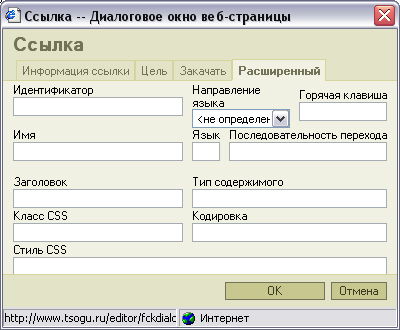 Ссылка -- Диалоговое окно веб-страницы
Ссылка
Информация ссылки Цель Закачать Расширенный
Идентификатор
Направление
языка
Горячая клавиша
<не определен
Имя
Язык
Последовательность перехода
Заголовок
Тип содержимого
Класс CSS
Кодировка
Стиль CSS
OK
Отмена
http://www.tsogu.ru/editor/fckdialo
Интернет